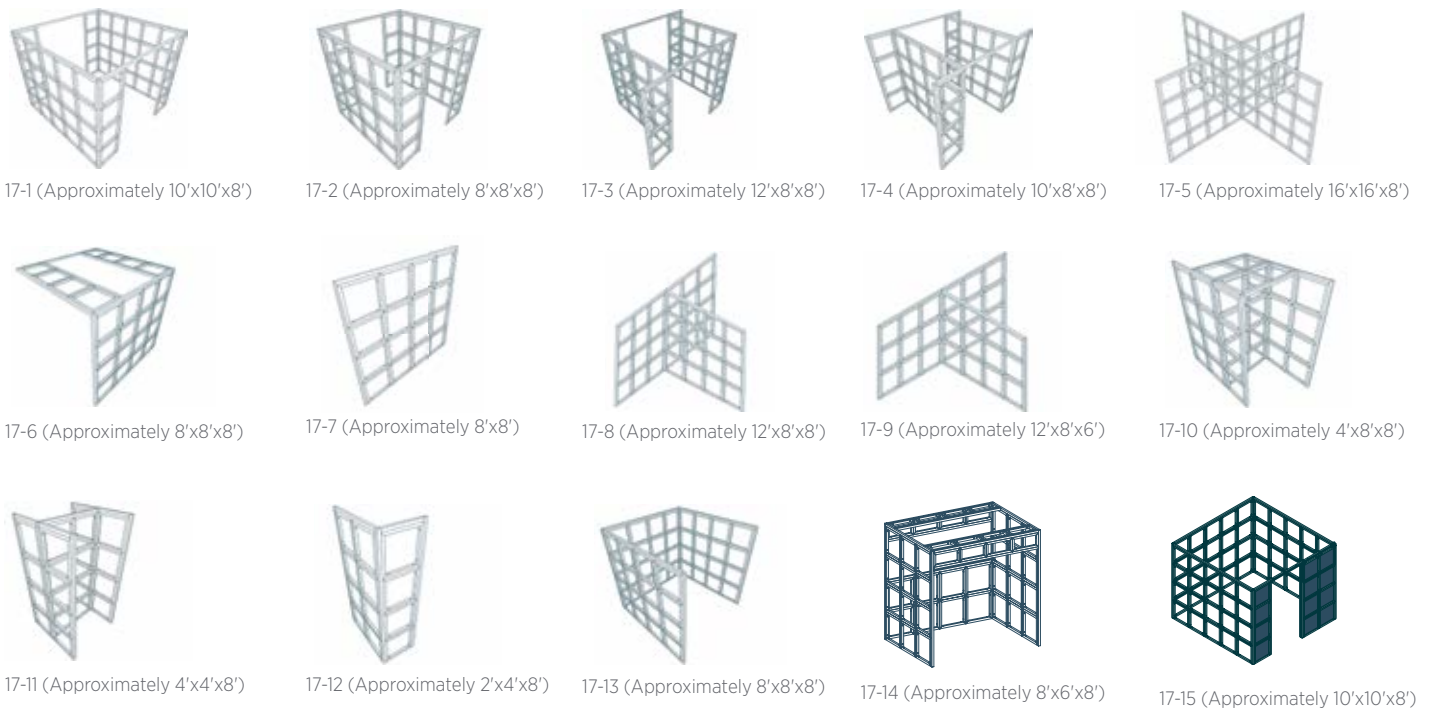 17-1 (Approximately 10'x10'x8')
17-2 (Approximately 8'x8'x8')
17-3 (Approximately 12'x8'x8')
17-4 (Approximately 10'x8'x8')
17-5 (Approximately 16'x16'x8')
17-6 (Approximately 8'x8'x8')
17-7 (Approximately 8'x8')
17-8 (Approximately 12'x8'x8')
17-9 (Approximately 12'x8'x6')
17-10 (Approximately 4'x8'x8')
17-11 (Approximately 4'x4'x8')
17-12 (Approximately 2'x4'x8')
17-13 (Approximately 8'x8'x8')
17-14 (Approximately 8'x6'x8')
17-15 (Approximately 10'x10'x8')